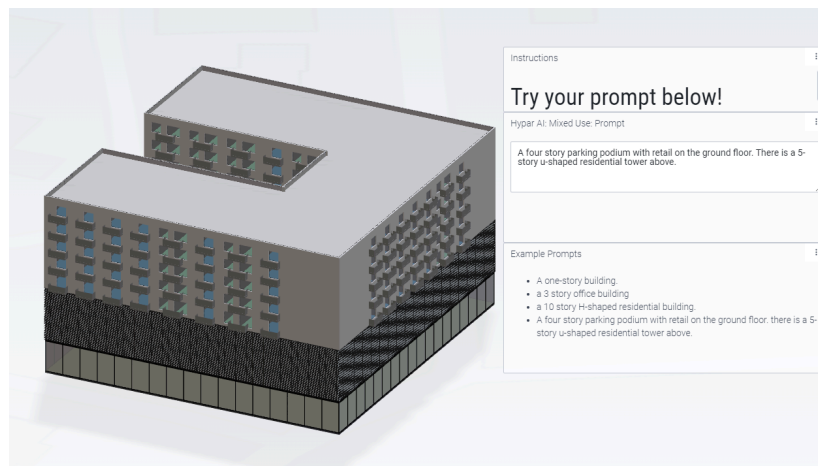 Instructions
Try your prompt below!
Hypar AI: Mixed Use: Prompt
A four story parking podium with retail on the ground floor. There is a 5-
story u-shaped residential tower above.
Example Prompts
• A one-story building.
• a 3 story office building
• a 10 story H-shaped residential building.
• A four story parking podium with retail on the ground floor. there is a 5-
story u-shaped residential tower above.